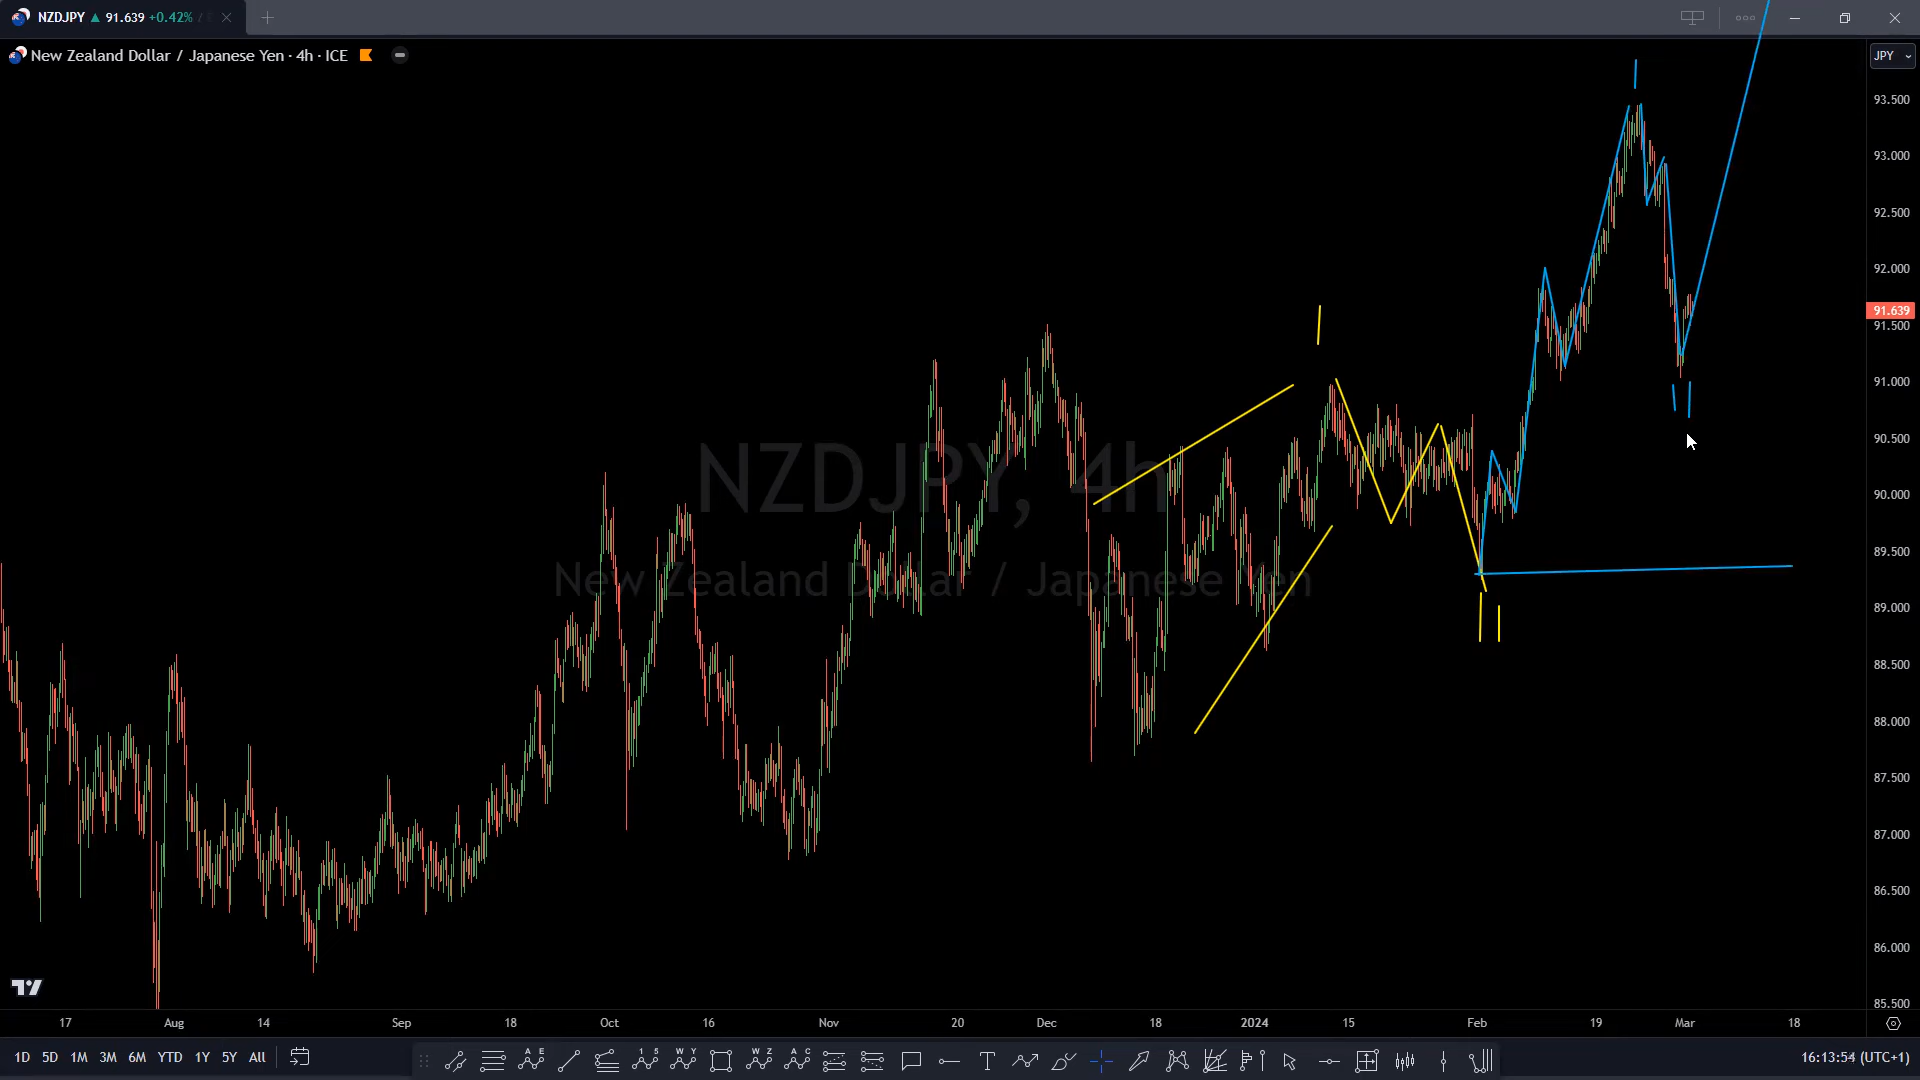 NZDJPY ▲ 91.639 +0.42% /
New Zealand Dollar / Japanese Yen · 4h · ICE
JPY
93.500
93.000
92.500
92.000
91.639
91.500
91.000
90.500
90.000
89.500
89.000
88.500
88.000
87.500
87.000
86.500
86.000
85.500
NZDJPY, 4h
New Zealand Dollar / Japanese Yen
17 Aug 14 Sep 18 Oct 16 Nov 20 Dec 18 2024 15 Feb 19 Mar 18
1D 5D 1M 3M 6M YTD 1Y 5Y All
A E
1 5
W Y
W Z
A C
T
16:13:54 (UTC+1)